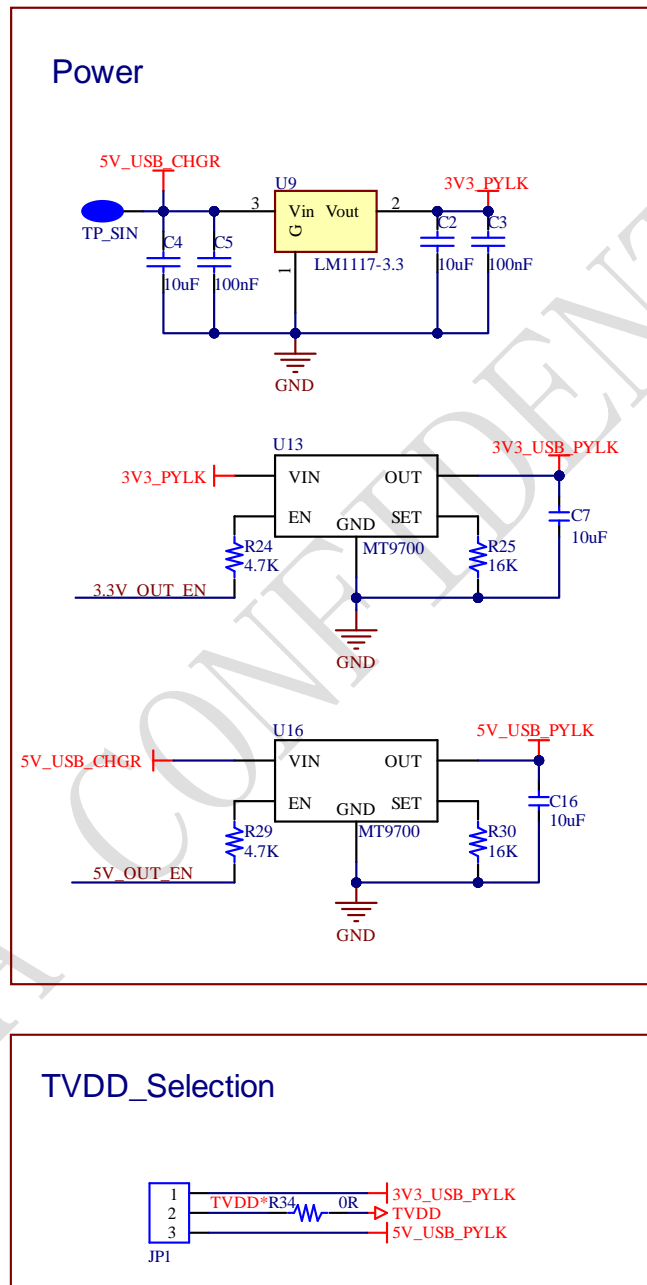 Power
5V_USB_CHGR
U9
3V3_PYLK
3
Vin
Vout
2
TP_SIN
G
C4
C5
C2
C3
1
LM1117-3.3
10uF
100nF
10uF
100nF
GND
U13
3V3_USB_PYLK
3V3_PYLK
VIN
OUT
C7
10uF
EN
GND
SET
MT9700
R24
4.7K
R25
16K
3.3V_OUT_EN
GND
U16
5V_USB_PYLK
5V_USB_CHGR
VIN
OUT
C16
10uF
EN
GND
SET
MT9700
R29
4.7K
R30
16K
5V_OUT_EN
GND
TVDD_Selection
1
3V3_USB_PYLK
2
TVDD*
R34
0R
TVDD
3
5V_USB_PYLK
JP1